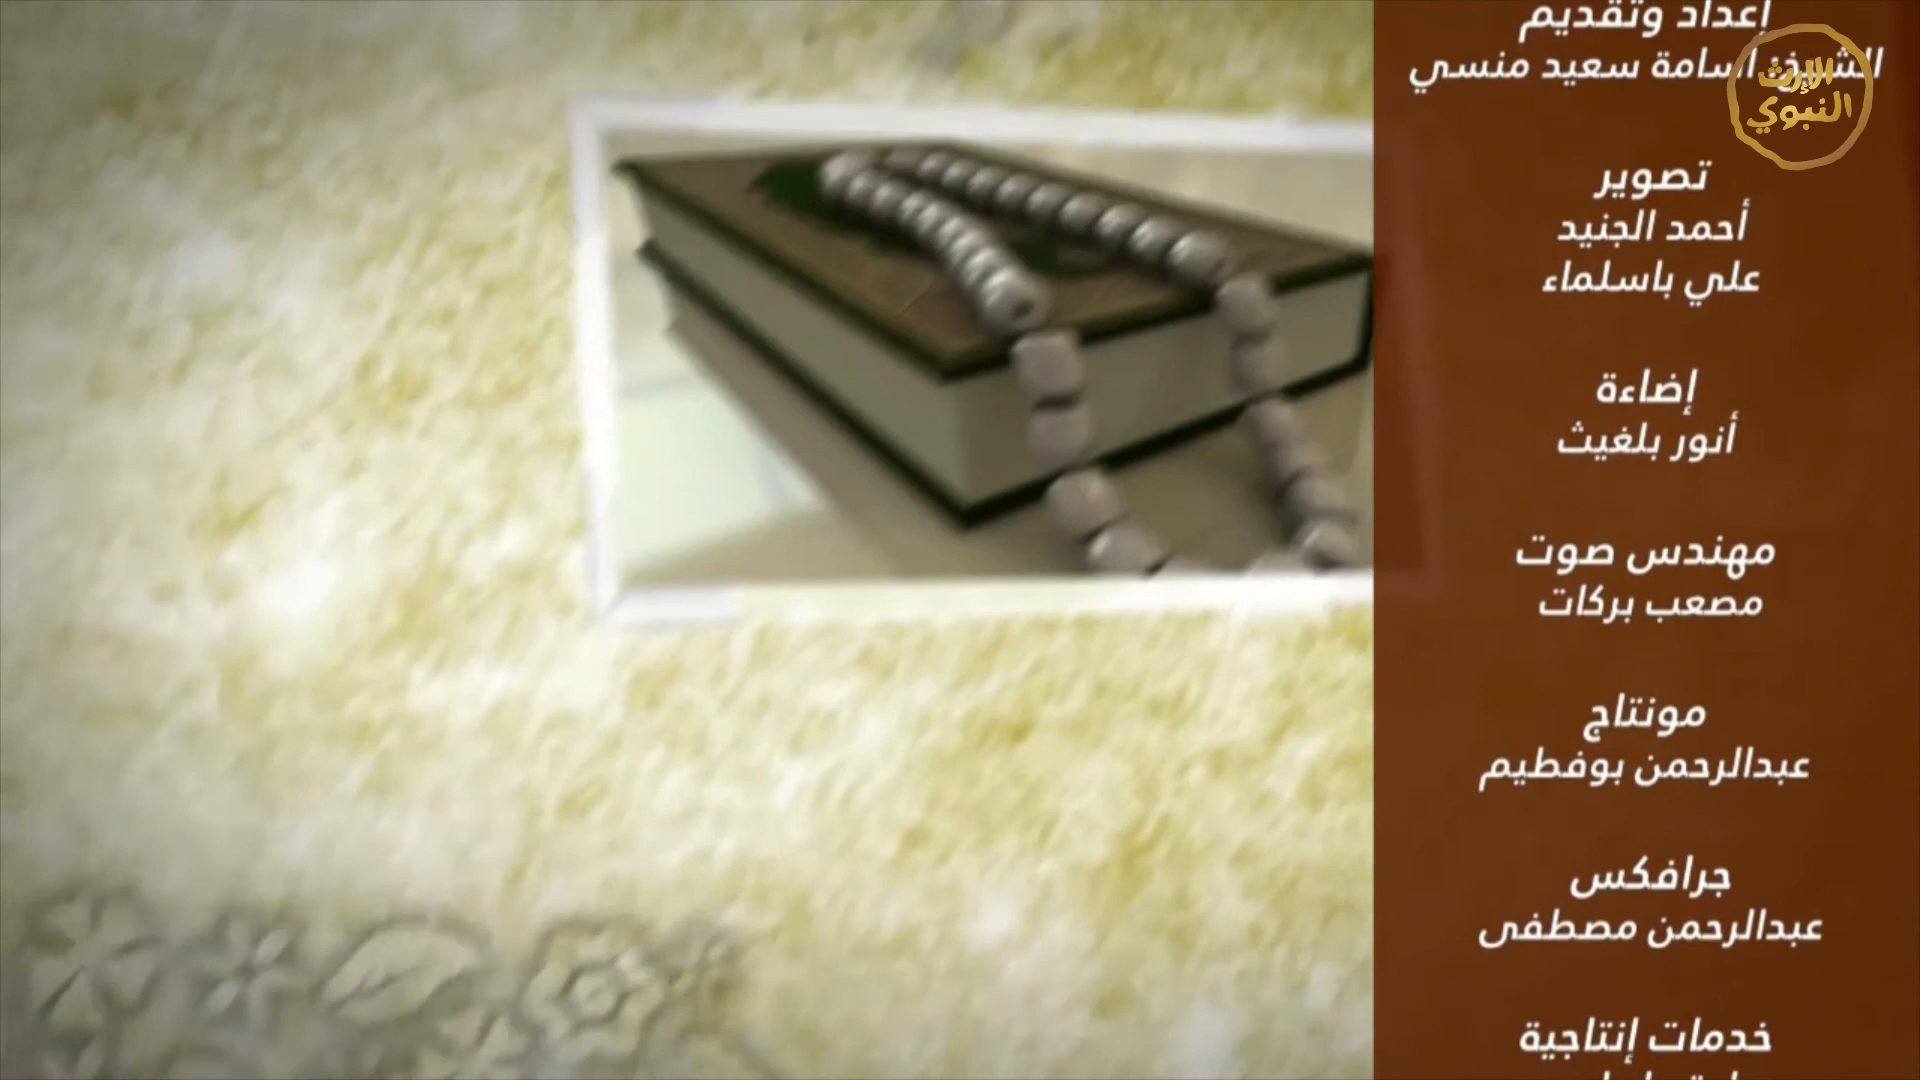 إعداد وتقديم
الشيخ: أسامة سعيد منسي
الإرث
النبوي
تصوير
أحمد الجنيد
علي باسلماء
إضاءة
أنور بلغيث
مهندس صوت
مصعب بركات
مونتاج
عبدالرحمن بوفطيم
جرافكس
عبدالرحمن مصطفى
خدمات إنتاجية